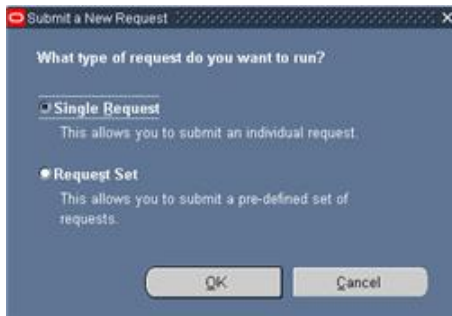 Submit a New Request
What type of request do you want to run?
Single Request
This allows you to submit an individual request.
Request Set
This allows you to submit a pre-defined set of
requests.
OK
Cancel